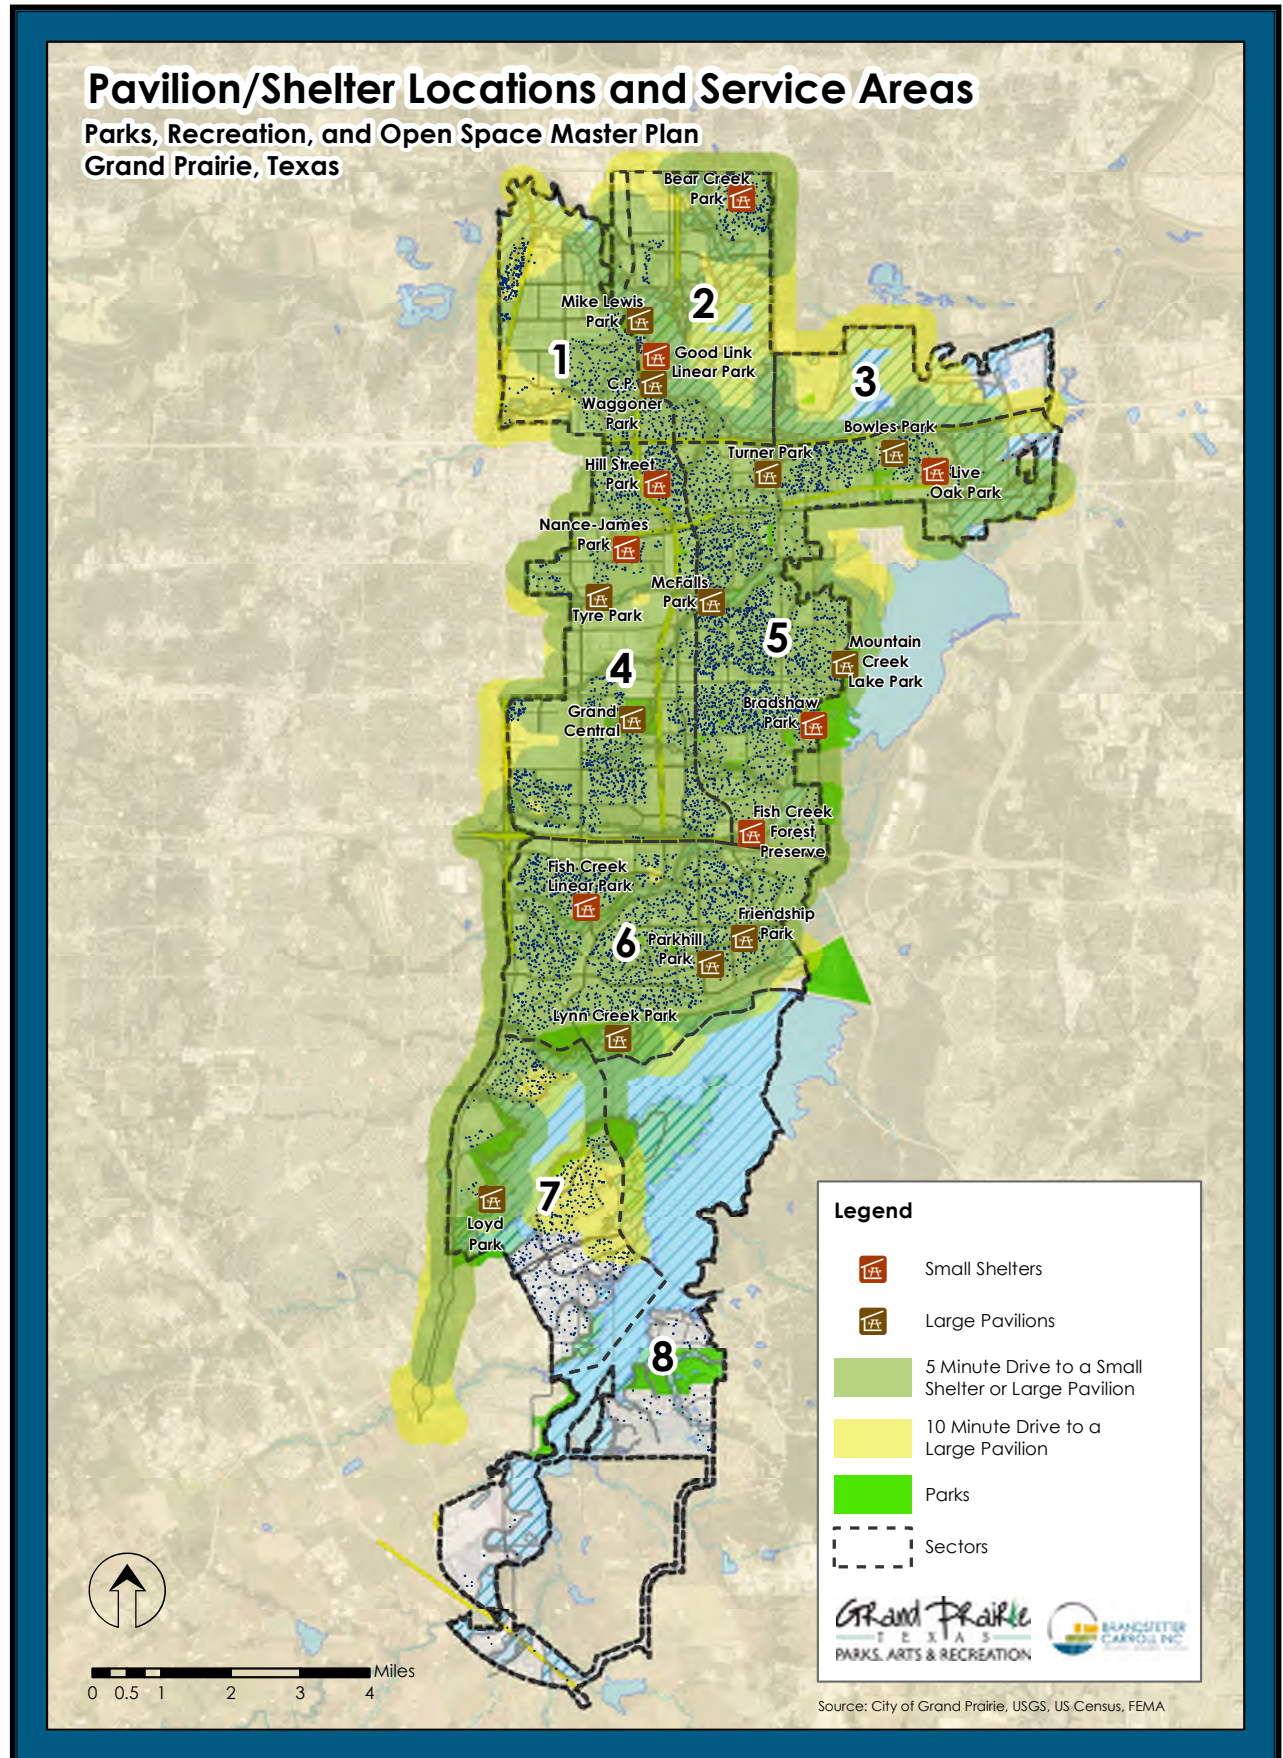 Pavilion/Shelter Locations and Service Areas
Parks, Recreation, and Open Space Master Plan
Grand Prairie, Texas
Bear Creek
Park
Mike Lewis
Park
2
1
Good Link
Linear Park
C.P.
Waggoner
Park
3
Bowles Park
Turner Park
Hill Street
Park
Live
Oak Park
Nance-James
Park
McFalls
Park
Tyre Park
5
Mountain
Creek
Lake Park
4
Bradshaw
Park
Grand
Central
Fish Creek
Forest
Preserve
Fish Creek
Linear Park
Friendship
Park
6
Parkhill
Park
Lynn Creek Park
7
Loyd
Park
8
Legend
Small Shelters
Large Pavilions
5 Minute Drive to a Small
Shelter or Large Pavilion
10 Minute Drive to a
Large Pavilion
Parks
Sectors
GRand PRaiRie
TEXAS
PARKS, ARTS & RECREATION
BRANDSTETTER
CARROLL INC
Miles
0 0.5 1 2 3 4
Source: City of Grand Prairie, USGS, US Census, FEMA